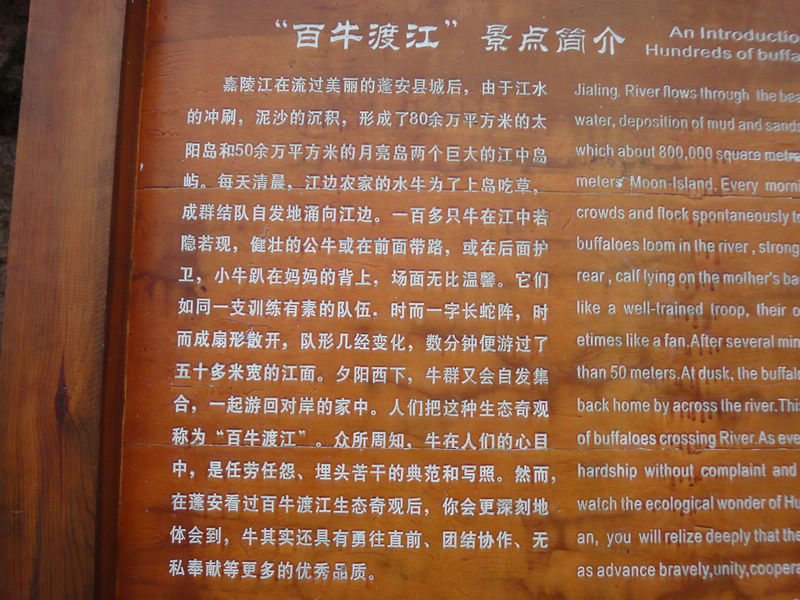 “百牛渡江”景点简介
嘉陵江在流过美丽的蓬安县城后，由于江水
的冲刷，泥沙的沉积，形成了80余万平方米的太
阳岛和50余万平方米的月亮岛两个巨大的江中岛
屿。每天清晨，江边农家的水牛为了上岛吃草，
成群结队自发地涌向江边。一百多只牛在江中若
隐若现，健壮的公牛或在前面带路，或在后面护
卫，小牛趴在妈妈的背上，场面无比温馨。它们
如同一支训练有素的队伍，时而一字长蛇阵，时
而成扇形散开，队形几经变化，数分钟便游过了
五十多米宽的江面。夕阳西下，牛群又会自发集
合，一起游回对岸的家中。人们把这种生态奇观
称为“百牛渡江”。众所周知，牛在人们的心目
中，是任劳任怨、埋头苦干的典范和写照。然而，
在蓬安看过百牛渡江生态奇观后，你会更深刻地
体会到，牛其实还具有勇往直前、团结协作、无
私奉献等更多的优秀品质。
An Introductio
Hundreds of buffa
Jialing. River flows through the bea
water, deposition of mud and sands
which about 800,000 square metre
meters Moon-Island. Every morni
crowds and flock spontaneously to
buffaloes loom in the river , strong
rear , calf lying on the mother's ba
like a well-trained troop, their o
etimes like a fan.After several min
than 50 meters.At dusk, the buffalo
back home by across the river.This
of buffaloes crossing River.As eve
hardship without complaint and
watch the ecological wonder of Hu
an, you will relize deeply that the
as advance bravely,unity,coopera